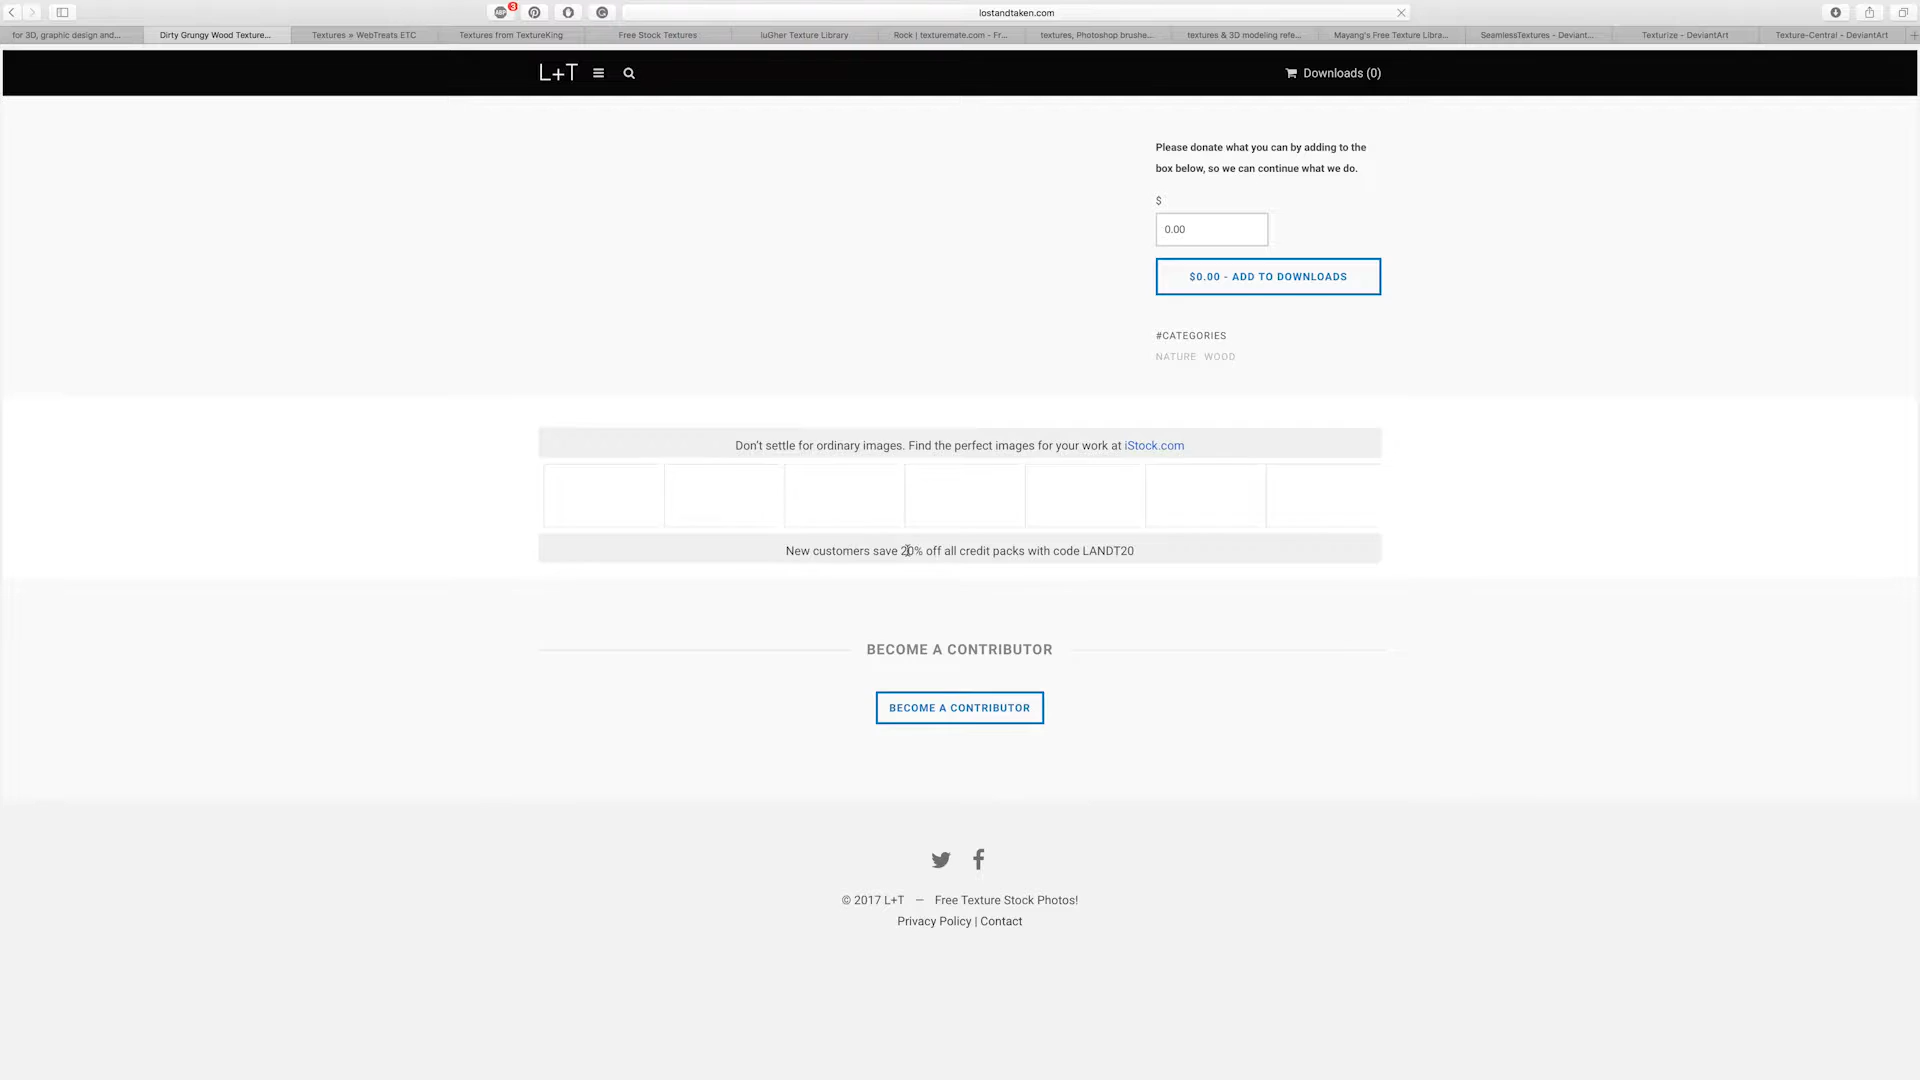 3
lostandtaken.com
for 3D, graphic design and...
Dirty Grungy Wood Texture...
Textures » WebTreats ETC
Textures from TextureKing
Free Stock Textures
luGher Texture Library
Rock | texturemate.com - Fr...
textures, Photoshop brushe...
textures & 3D modeling refe...
Mayang's Free Texture Libra...
SeamlessTextures - Deviant...
Texturize - DeviantArt
Texture-Central - DeviantArt
L+T
Downloads (0)
Please donate what you can by adding to the
box below, so we can continue what we do.
$
0.00
$0.00 - ADD TO DOWNLOADS
#CATEGORIES
NATURE WOOD
Don't settle for ordinary images. Find the perfect images for your work at iStock.com
New customers save 20% off all credit packs with code LANDT20
BECOME A CONTRIBUTOR
BECOME A CONTRIBUTOR
© 2017 L+T — Free Texture Stock Photos!
Privacy Policy | Contact